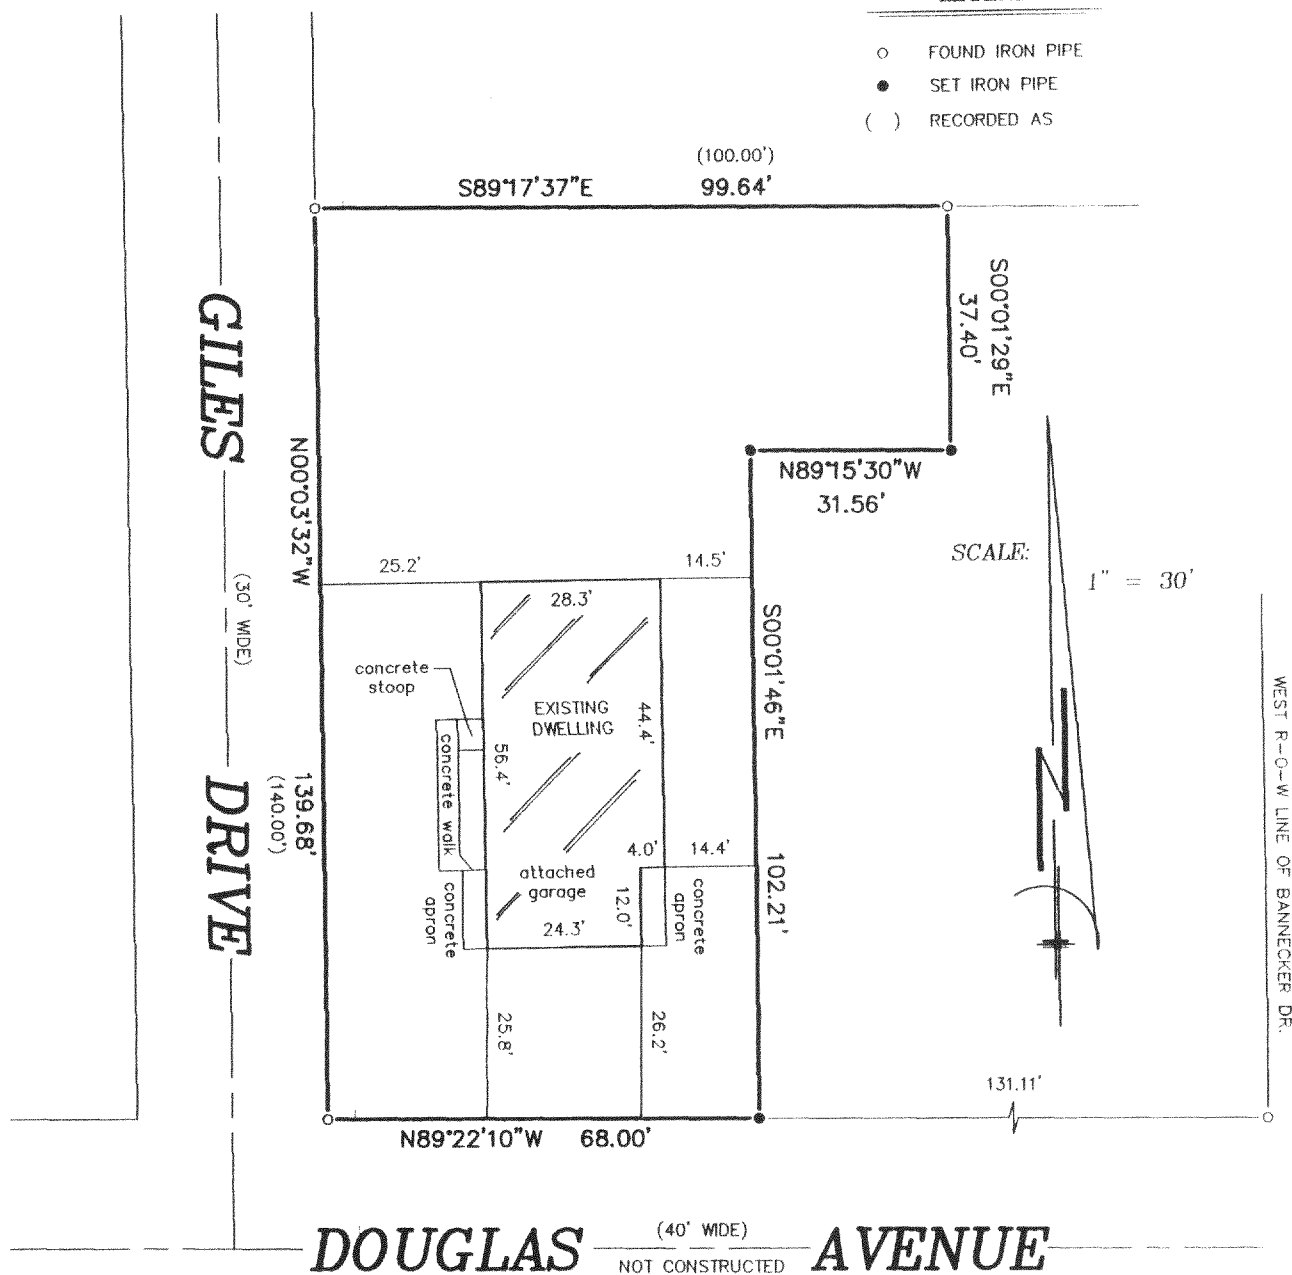 ○ FOUND IRON PIPE
● SET IRON PIPE
( ) RECORDED AS
(100.00')
S89°17'37"E 99.64'
S00°01'29"E
37.40'
N89°15'30"W
31.56'
GILES DRIVE
(30' WIDE)
N00°03'32"W
139.68'
(140.00')
25.2'
14.5'
28.3'
SCALE:
1" = 30'
concrete
stoop
EXISTING
DWELLING
44.4'
56.4'
S00°01'46"E
102.21'
concrete walk
4.0'
14.4'
attached
garage
12.0'
24.3'
concrete
apron
concrete
apron
N
WEST R-O-W LINE OF BANNECKER DR.
25.8'
26.2'
131.11'
N89°22'10"W 68.00'
DOUGLAS AVENUE
(40' WIDE)
NOT CONSTRUCTED